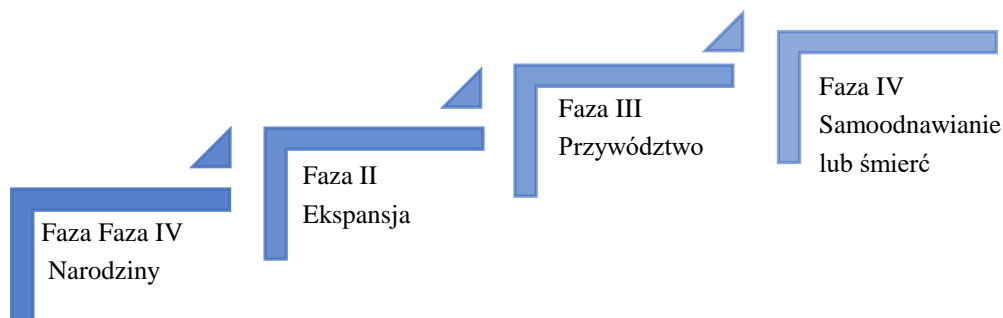 Faza Faza IV
Narodziny
Faza II
Ekspansja
Faza III
Przywództwo
Faza IV
Samoodnawianie
lub śmierć